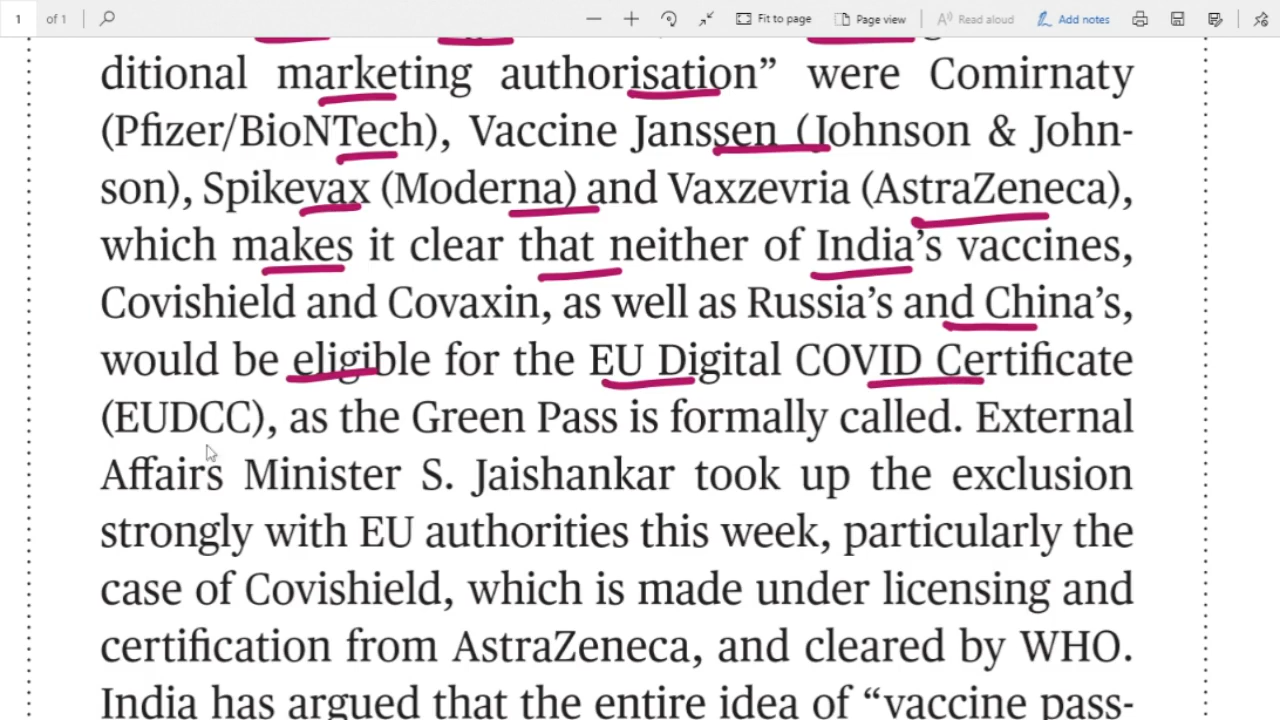 1 of 1 Fit to page Page view Read aloud Add notes
ditional marketing authorisation” were Comirnaty
(Pfizer/BioNTech), Vaccine Janssen (Johnson & John-
son), Spikevax (Moderna) and Vaxzevria (AstraZeneca),
which makes it clear that neither of India’s vaccines,
Covishield and Covaxin, as well as Russia’s and China’s,
would be eligible for the EU Digital COVID Certificate
(EUDCC), as the Green Pass is formally called. External
Affairs Minister S. Jaishankar took up the exclusion
strongly with EU authorities this week, particularly the
case of Covishield, which is made under licensing and
certification from AstraZeneca, and cleared by WHO.
India has argued that the entire idea of “vaccine pass-